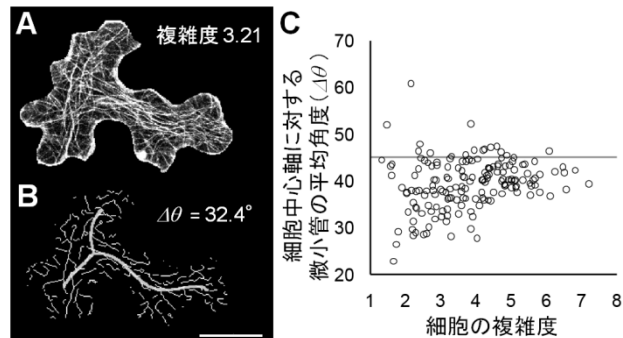 A
複雑度 3.21
B
Δθ = 32.4°
C
細胞中心軸に対する
微小管の平均角度(Δθ)
70
60
50
40
30
20
1 2 3 4 5 6 7 8
細胞の複雑度